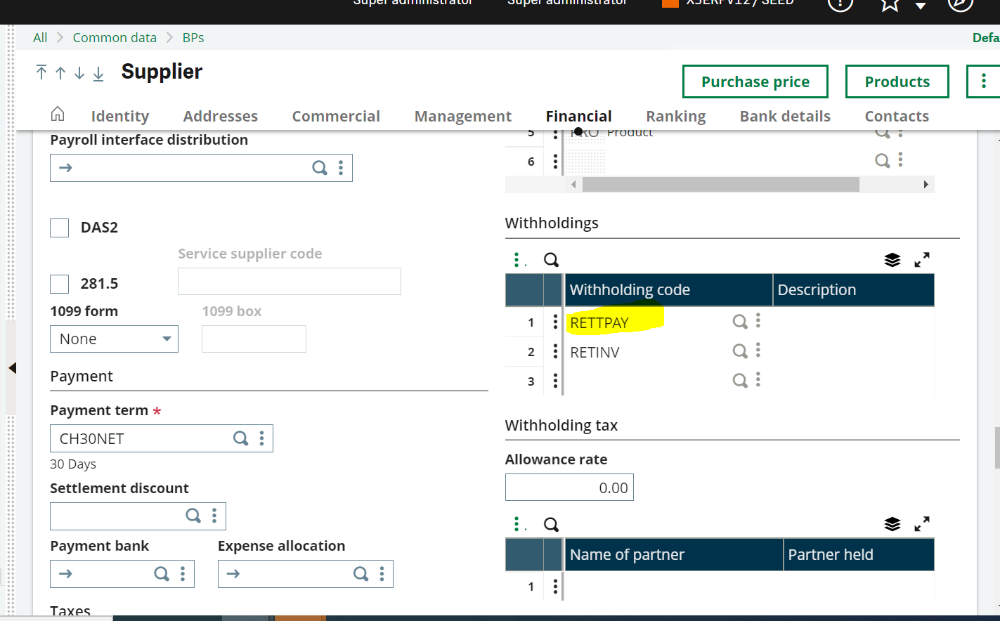 Super administrator Super administrator X3ERPV12 / SEED
All Common data BPs Defa
Supplier
Purchase price Products
Identity Addresses Commercial Management Financial Ranking Bank details Contacts
Payroll interface distribution
5 PRO Product
6
DAS2
Service supplier code
281.5
1099 form 1099 box
None
Payment
Payment term *
CH30NET
30 Days
Settlement discount
Payment bank Expense allocation
Taxes
Withholdings
Withholding code Description
1 RETTPAY
2 RETINV
3
Withholding tax
Allowance rate
0.00
Name of partner Partner held
1